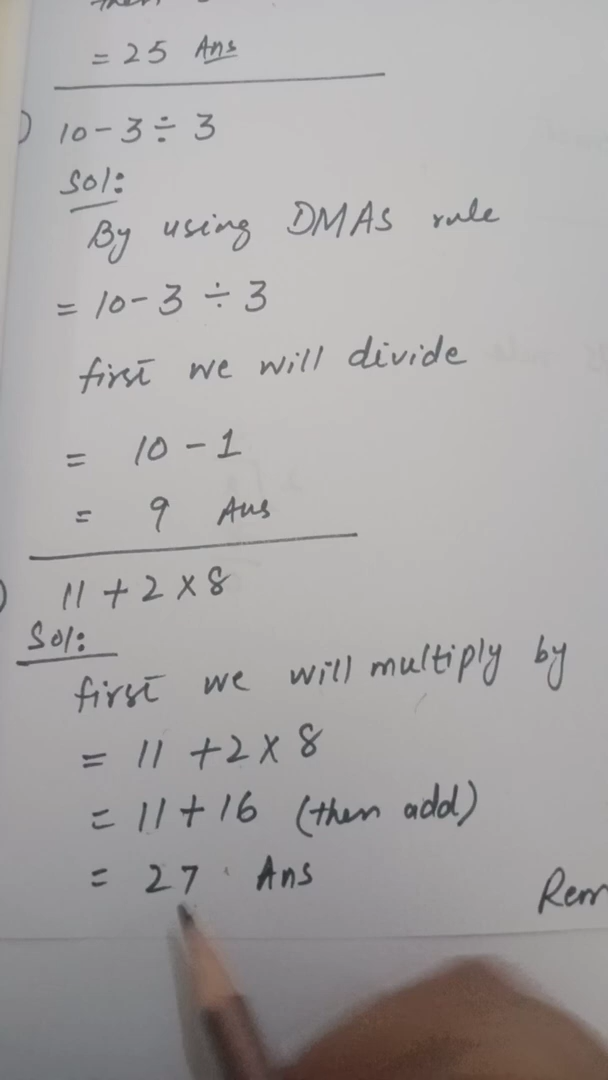 = 25 Ans
) 10 - 3 ÷ 3
Sol:
By using DMAS rule
= 10 - 3 ÷ 3
first we will divide
= 10 - 1
= 9 Ans
) 11 + 2 × 8
Sol:
first we will multiply by
= 11 + 2 × 8
= 11 + 16 (then add)
= 27 Ans
Rem